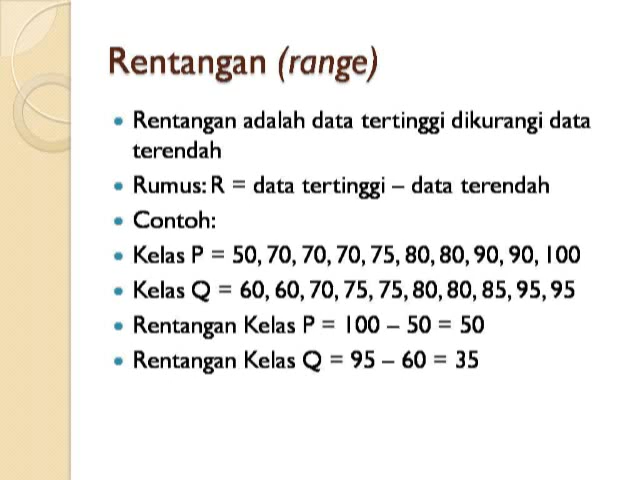 Rentangan (range)
• Rentangan adalah data tertinggi dikurangi data
terendah
• Rumus: R = data tertinggi – data terendah
• Contoh:
• Kelas P = 50, 70, 70, 70, 75, 80, 80, 90, 90, 100
• Kelas Q = 60, 60, 70, 75, 75, 80, 80, 85, 95, 95
• Rentangan Kelas P = 100 – 50 = 50
• Rentangan Kelas Q = 95 – 60 = 35